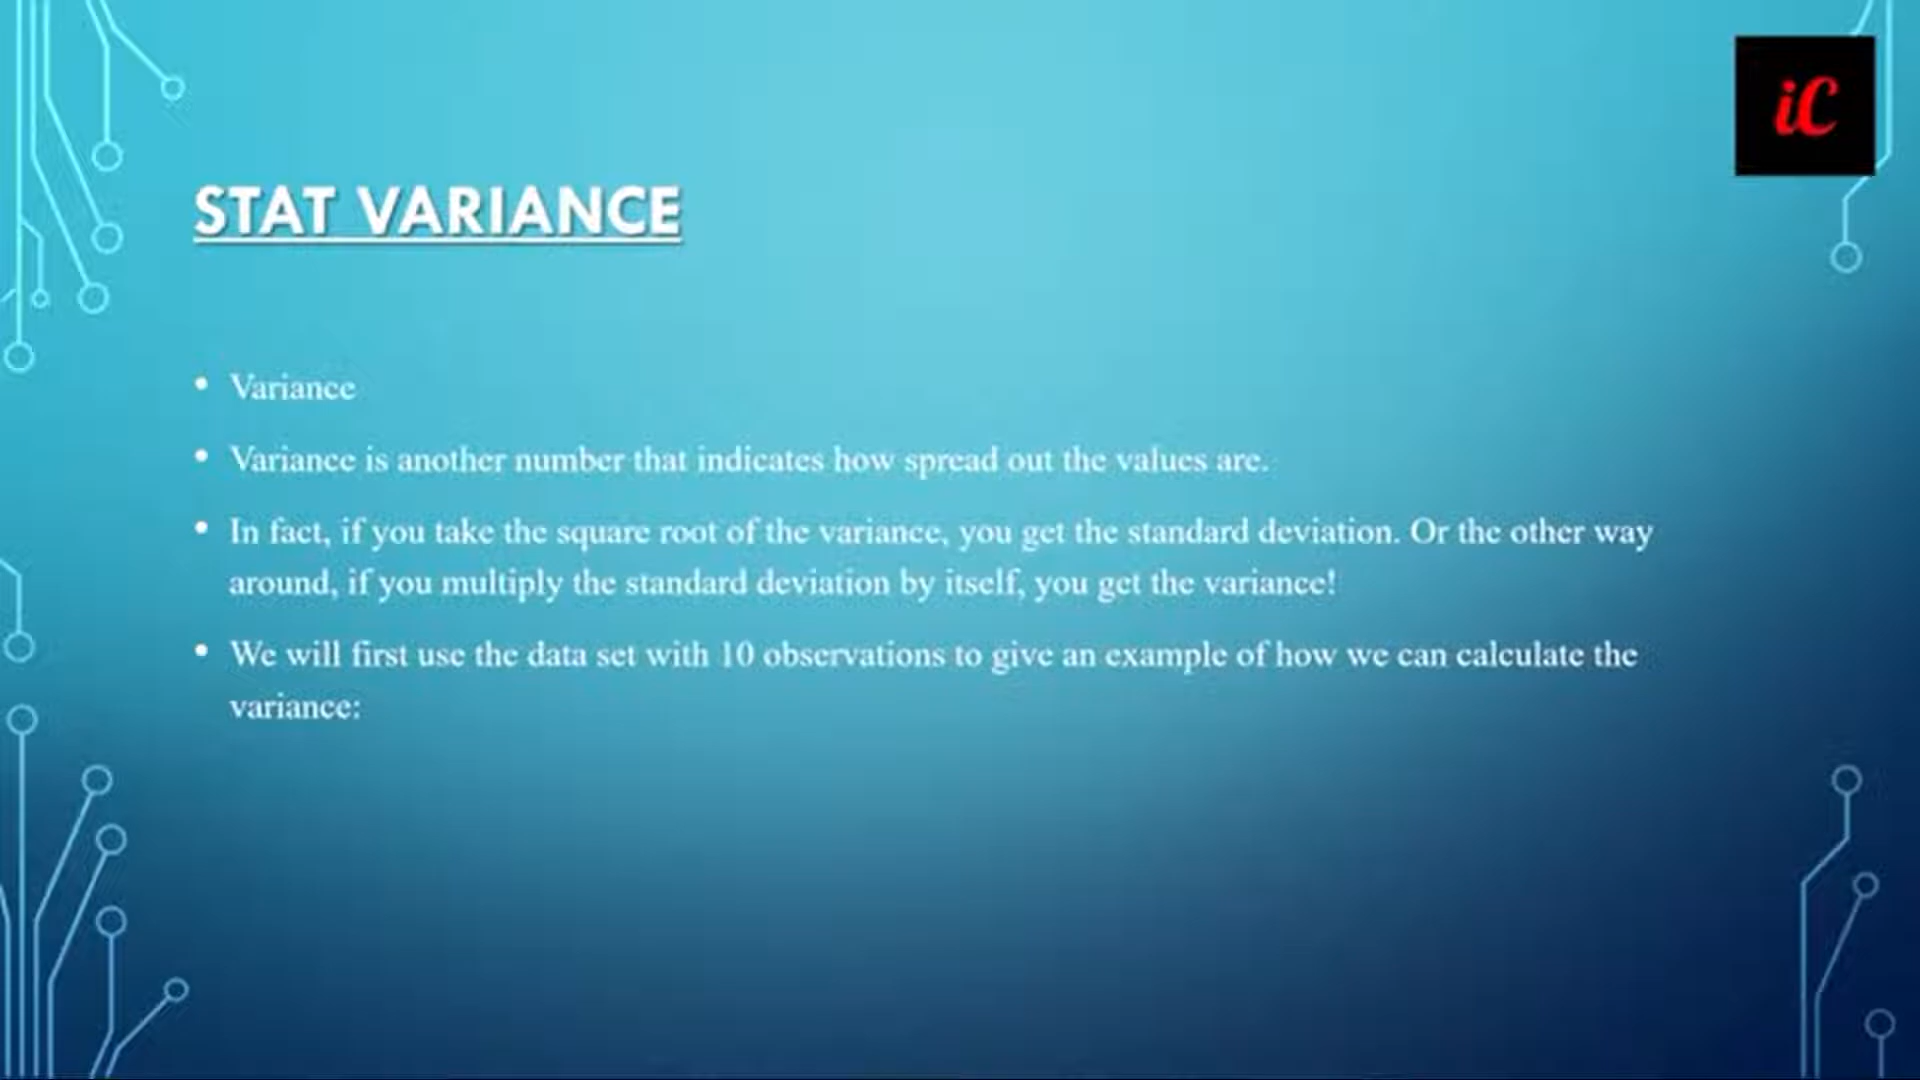 iC
STAT VARIANCE
• Variance
• Variance is another number that indicates how spread out the values are.
• In fact, if you take the square root of the variance, you get the standard deviation. Or the other way
around, if you multiply the standard deviation by itself, you get the variance!
• We will first use the data set with 10 observations to give an example of how we can calculate the
variance: